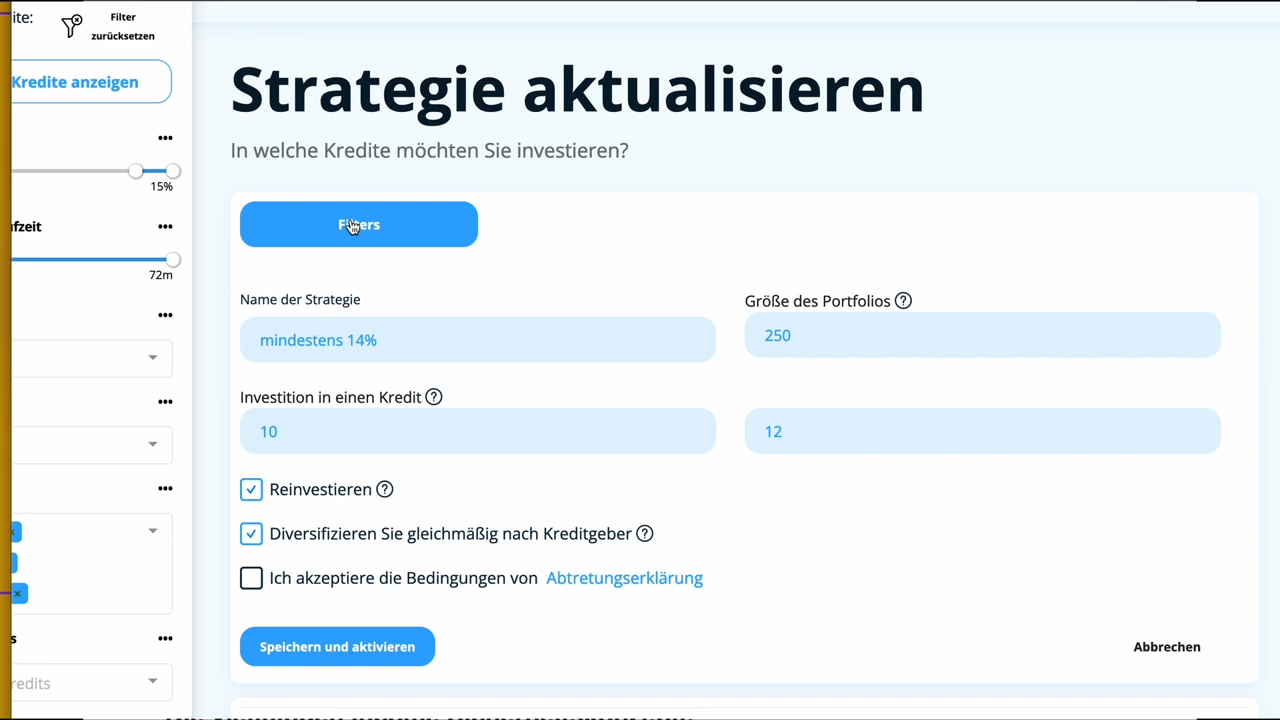 ite:
Filter
zurücksetzen
Kredite anzeigen
15%
fzeit
72m
s
redits
Strategie aktualisieren
In welche Kredite möchten Sie investieren?
Filters
Name der Strategie
mindestens 14%
Größe des Portfolios
250
Investition in einen Kredit
10
12
Reinvestieren
Diversifizieren Sie gleichmäßig nach Kreditgeber
Ich akzeptiere die Bedingungen von Abtretungserklärung
Speichern und aktivieren
Abbrechen